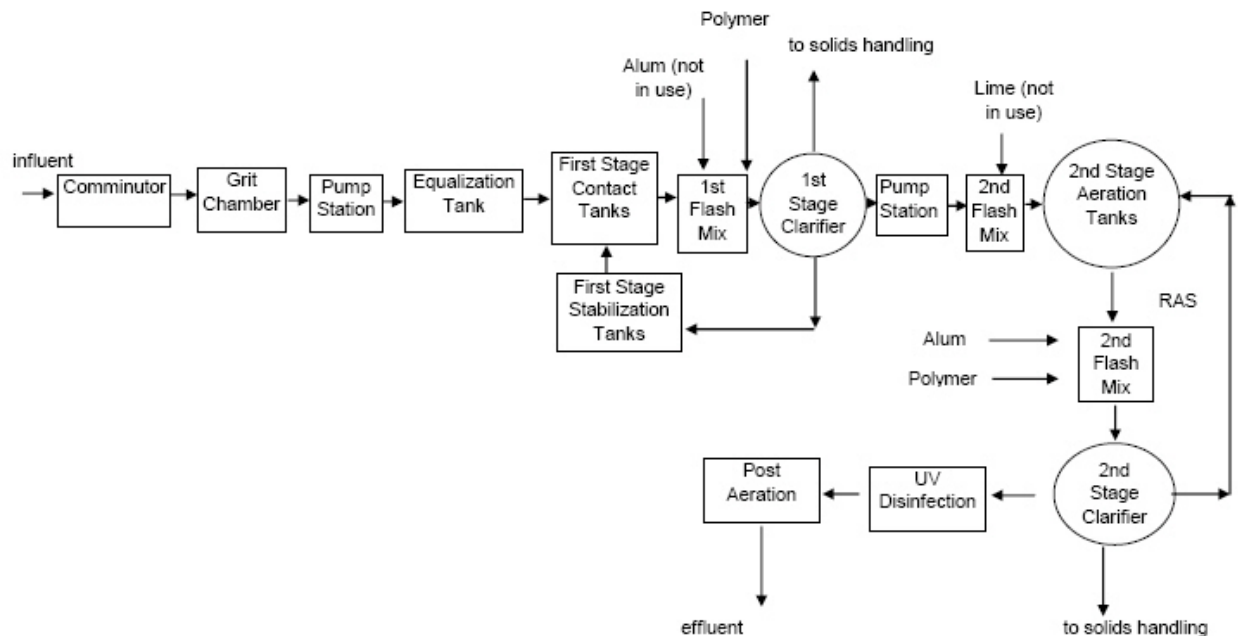 Polymer
to solids handling
Alum (not
in use)
Lime (not
in use)
influent
Comminutor
Grit
Chamber
Pump
Station
Equalization
Tank
First Stage
Contact
Tanks
1st
Flash
Mix
1st
Stage
Clarifier
Pump
Station
2nd
Flash
Mix
2nd Stage
Aeration
Tanks
First Stage
Stabilization
Tanks
RAS
Alum
Polymer
2nd
Flash
Mix
Post
Aeration
UV
Disinfection
2nd
Stage
Clarifier
effluent
to solids handling